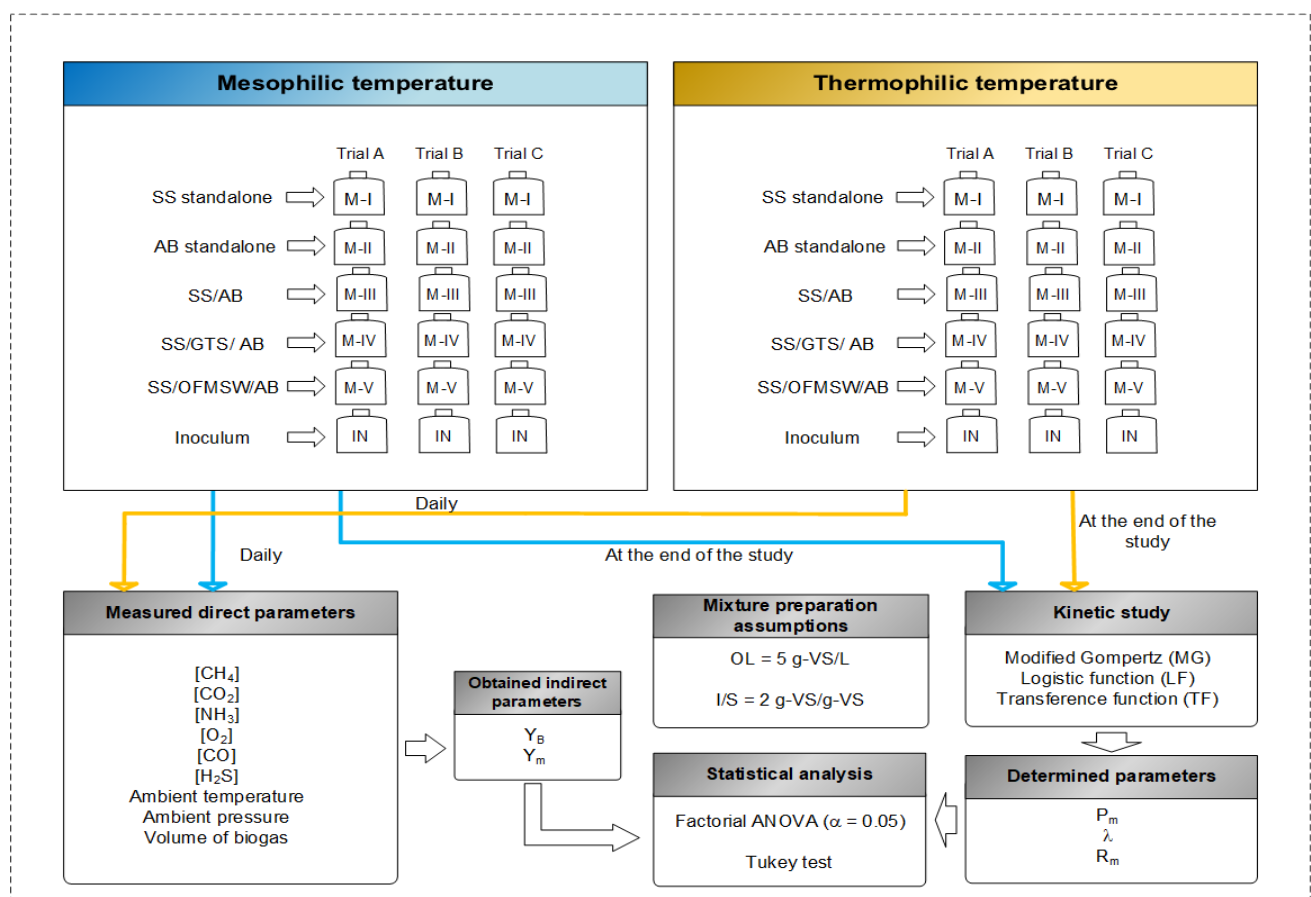 Mesophilic temperature
Trial A Trial B Trial C
SS standalone M-I M-I M-I
AB standalone M-II M-II M-II
SS/AB M-III M-III M-III
SS/GTS/ AB M-IV M-IV M-IV
SS/OFMSW/AB M-V M-V M-V
Inoculum IN IN IN
Thermophilic temperature
Trial A Trial B Trial C
SS standalone M-I M-I M-I
AB standalone M-II M-II M-II
SS/AB M-III M-III M-III
SS/GTS/ AB M-IV M-IV M-IV
SS/OFMSW/AB M-V M-V M-V
Inoculum IN IN IN
Daily
Daily
At the end of the study
At the end of the
study
Measured direct parameters
[CH₄]
[CO₂]
[NH₃]
[O₂]
[CO]
[H₂S]
Ambient temperature
Ambient pressure
Volume of biogas
Obtained indirect
parameters
Y_B
Y_m
Mixture preparation
assumptions
OL = 5 g-VS/L
I/S = 2 g-VS/g-VS
Kinetic study
Modified Gompertz (MG)
Logistic function (LF)
Transference function (TF)
Statistical analysis
Factorial ANOVA (α = 0.05)
Tukey test
Determined parameters
P_m
λ
R_m